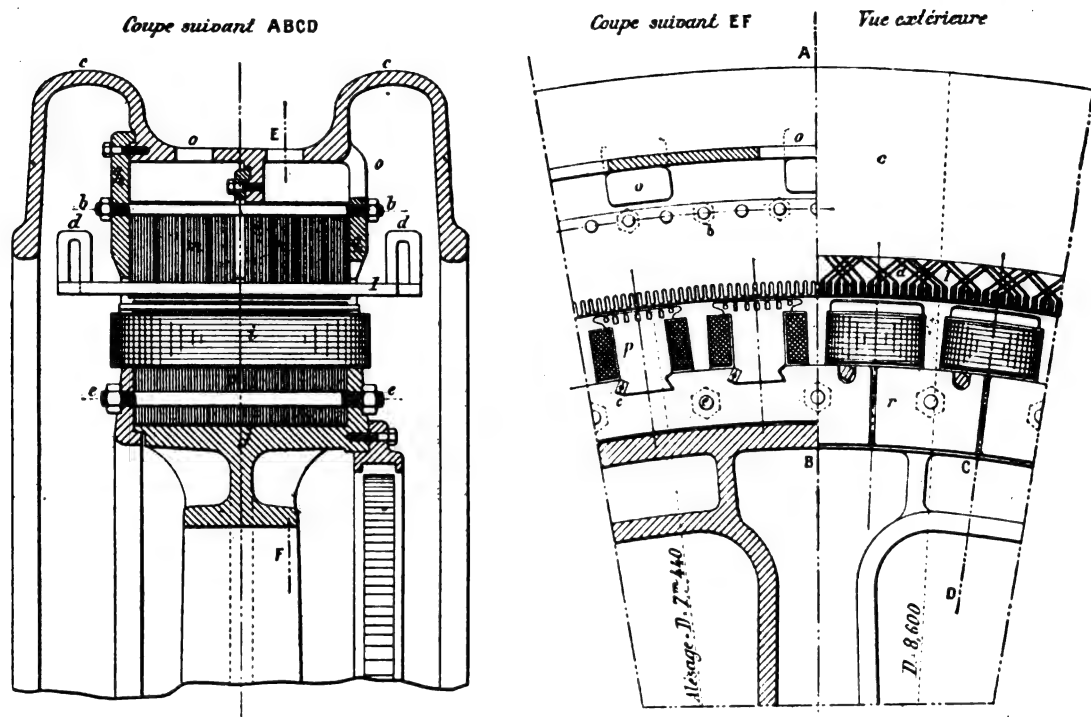 Coupe suivant ABCD
Coupe suivant EF
Vue extérieure
A
c
c
o
E
o
o
o
c
b
b
b
d
d
d
l
p
c
e
e
e
r
B
C
F
D
Alésage. D. 7m440
D. 8,600